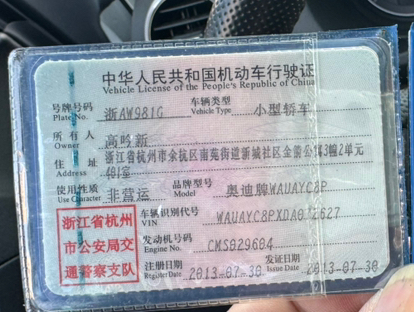 中华人民共和国机动车行驶证
Vehicle License of the People's Republic of China
号牌号码 浙AW981G 车辆类型 小型轿车
Plate No. Vehicle Type
所有人 高吟新
Owner
住址 浙江省杭州市余杭区南苑街道新城社区金 公 3幢2单元
Address 401室
使用性质 非营运 品牌型号 奥迪牌WAUAYC8P
Use Character Model
浙江省杭州
市公安局交
通警察支队
车辆识别代号 WAUAYC8PXDA072627
VIN
发动机号码 CMS029604
Engine No.
注册日期 2013-07-30 发证日期 2013-07-30
Register Date Issue Date